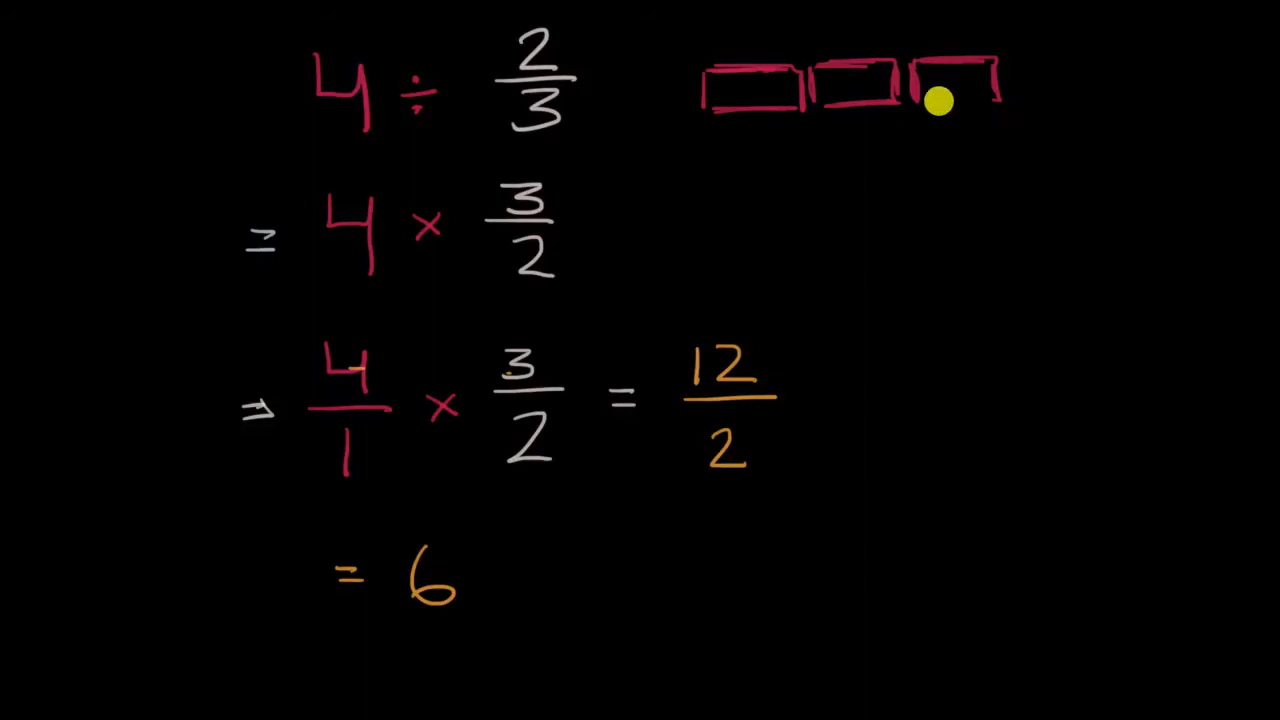 4 ÷ 2/3
= 4 × 3/2
= 4/1 × 3/2 = 12/2
= 6